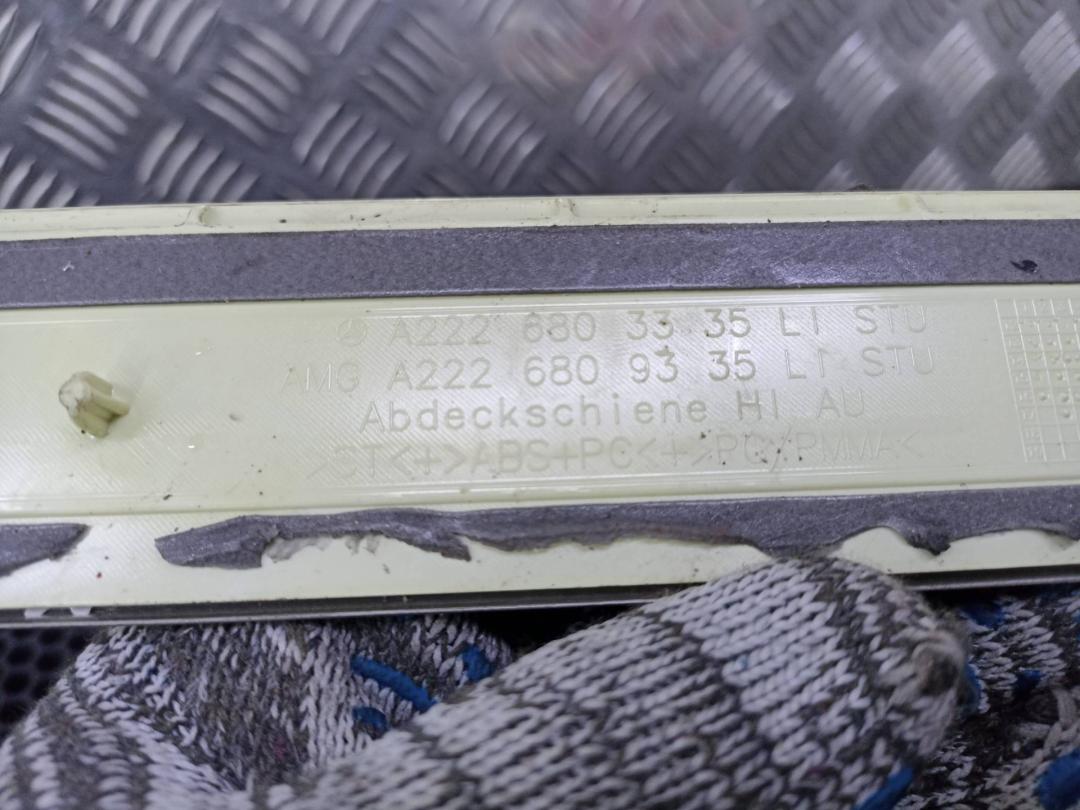 A222 680 33 35 LI STU
AMG A222 680 93 35 LI STU
Abdeckschiene HI AU
>ST<+>ABS+PC<+>PC/PMMA<